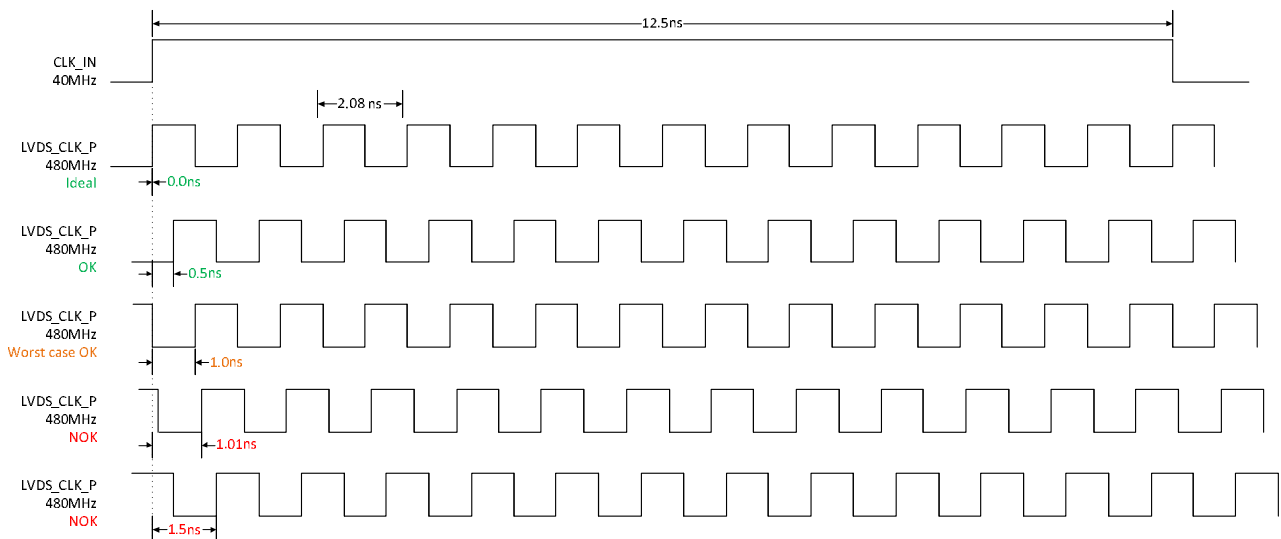 12.5ns
CLK_IN
40MHz
2.08 ns
LVDS_CLK_P
480MHz
Ideal
0.0ns
LVDS_CLK_P
480MHz
OK
0.5ns
LVDS_CLK_P
480MHz
Worst case OK
1.0ns
LVDS_CLK_P
480MHz
NOK
1.01ns
LVDS_CLK_P
480MHz
NOK
1.5ns